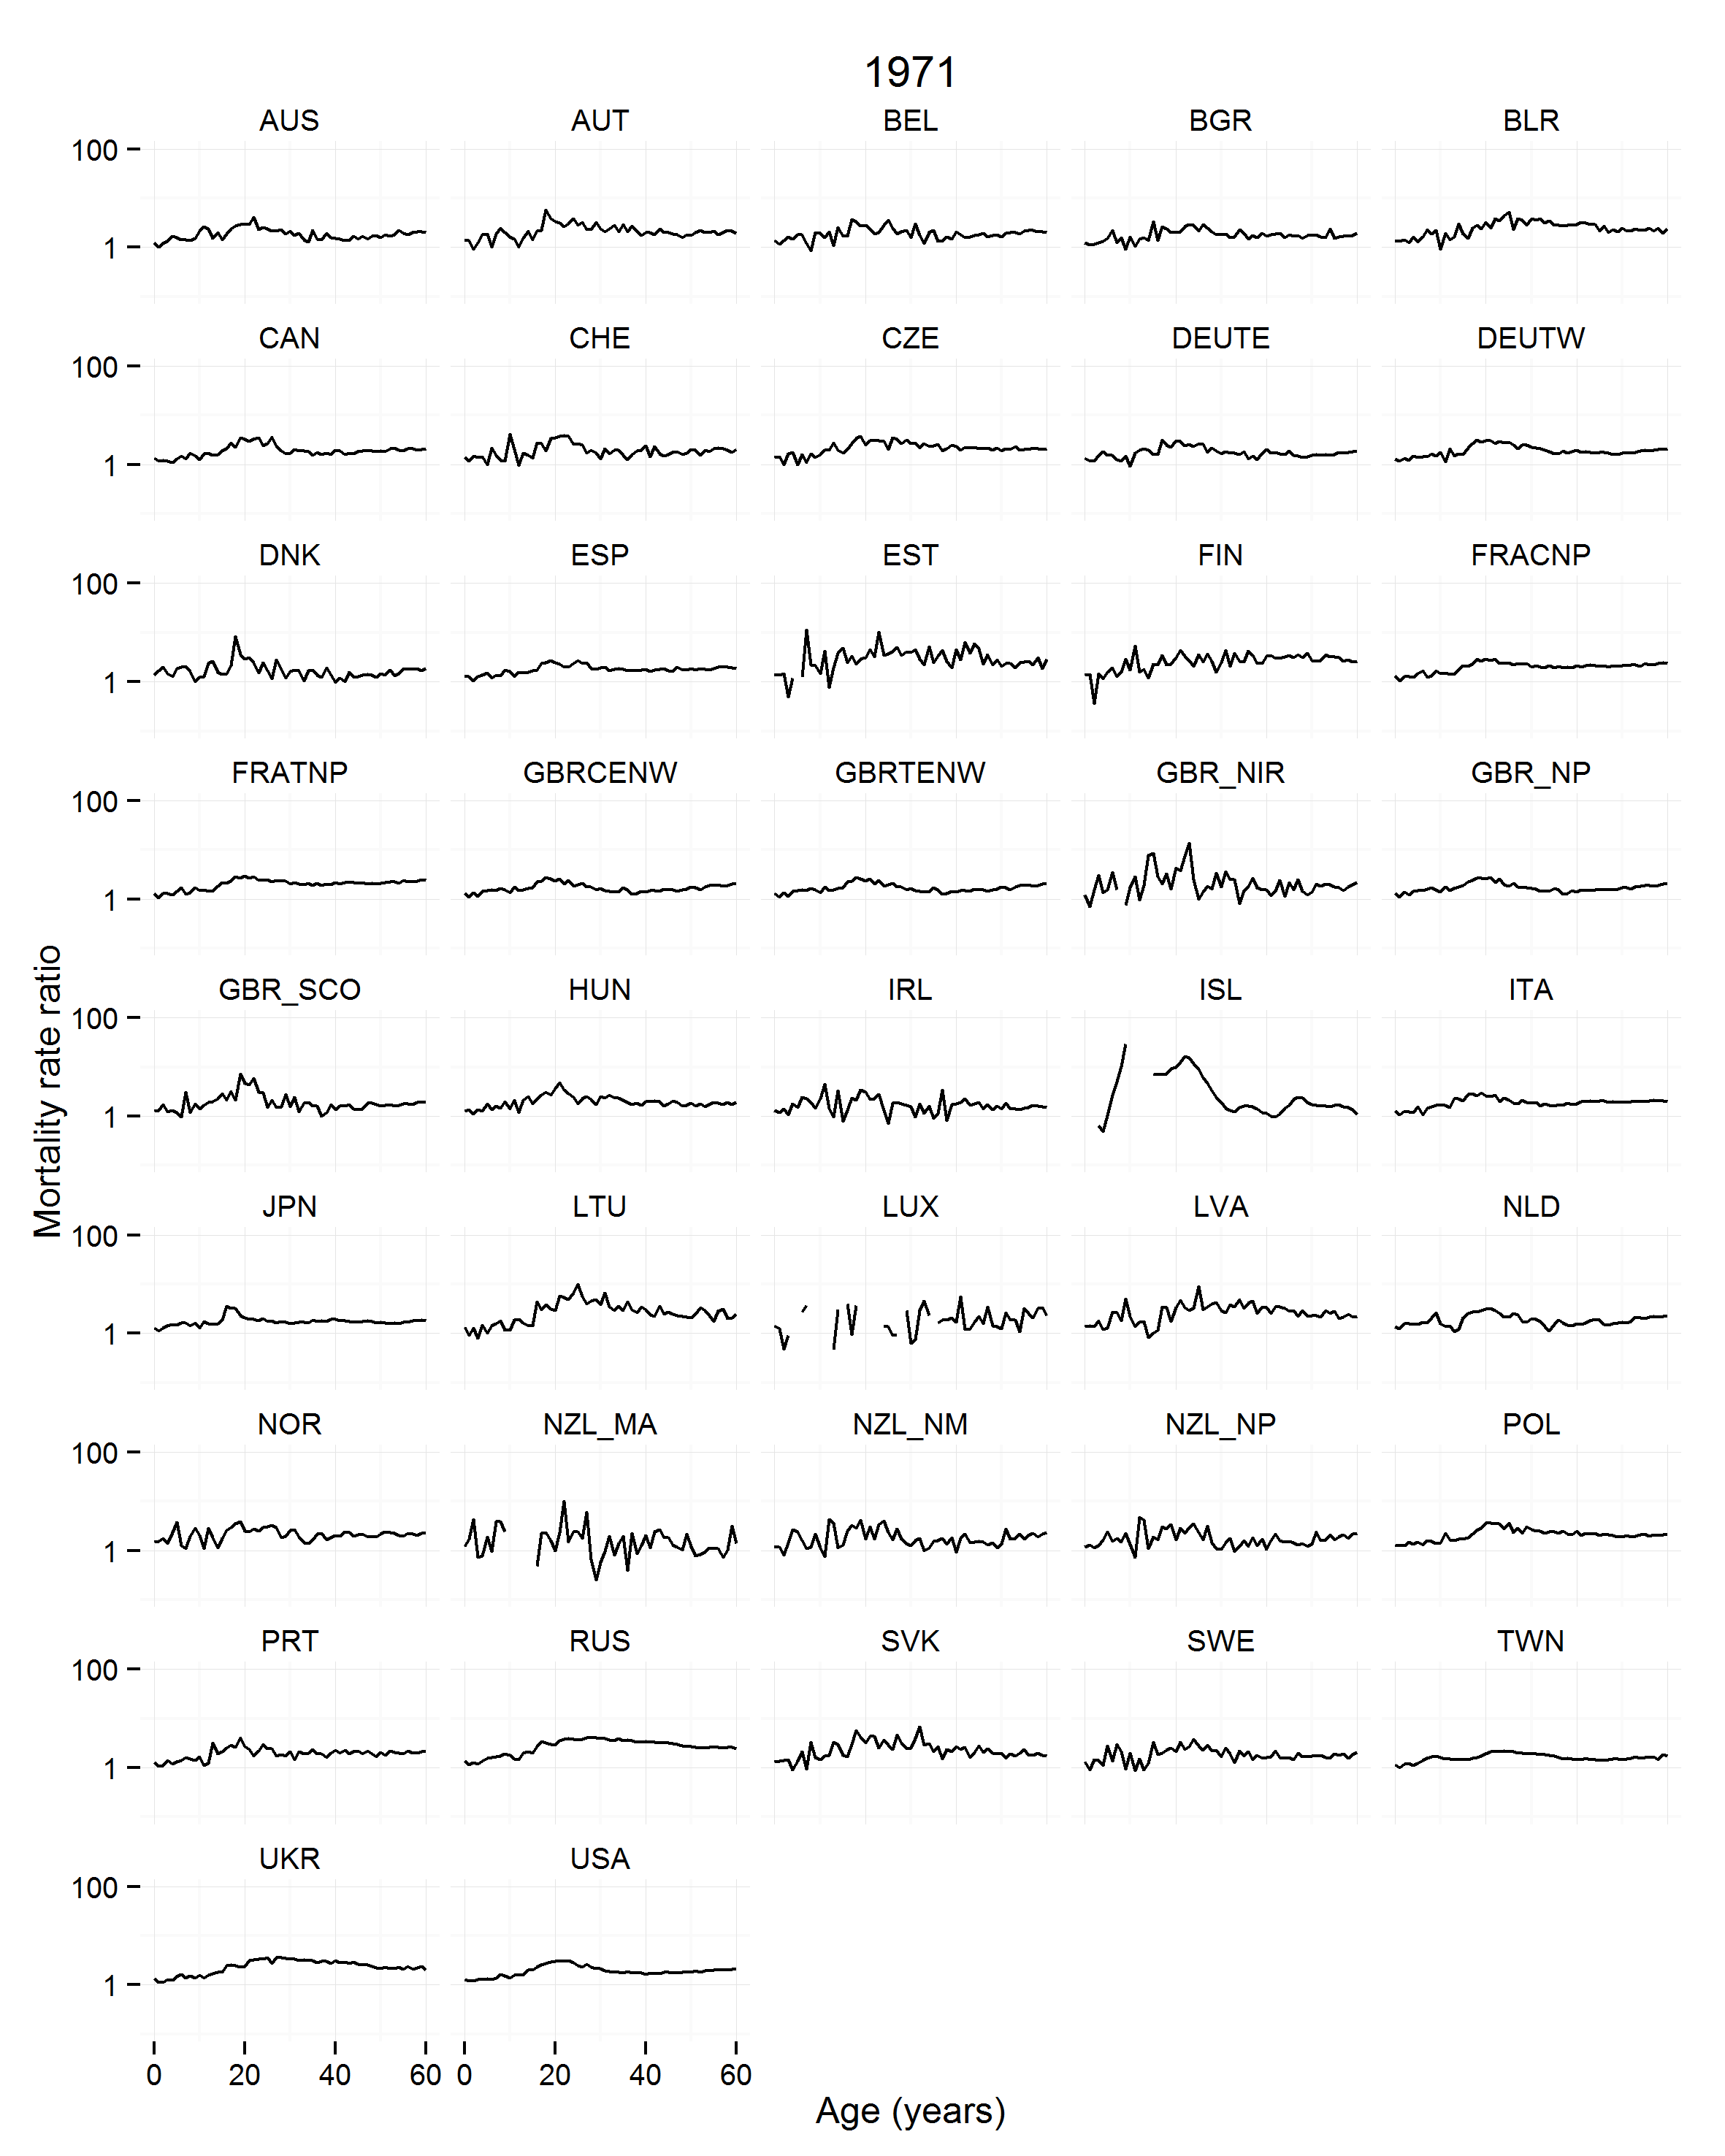 1971
AUS AUT BEL BGR BLR
100
1
CAN CHE CZE DEUTE DEUTW
100
1
DNK ESP EST FIN FRACNP
100
1
FRATNP GBRCENW GBRTENW GBR_NIR GBR_NP
100
1
GBR_SCO HUN IRL ISL ITA
100
1
JPN LTU LUX LVA NLD
100
1
NOR NZL_MA NZL_NM NZL_NP POL
100
1
PRT RUS SVK SWE TWN
100
1
UKR USA
100
1
0 20 40 60 0 20 40 60
Age (years)
Mortality rate ratio